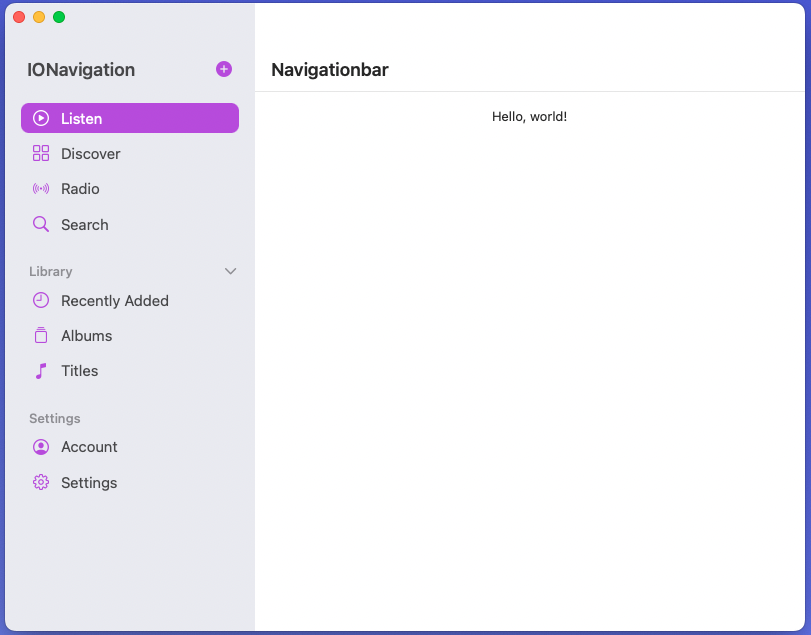 IONavigation
Listen
Discover
Radio
Search
Library
Recently Added
Albums
Titles
Settings
Account
Settings
Navigationbar
Hello, world!